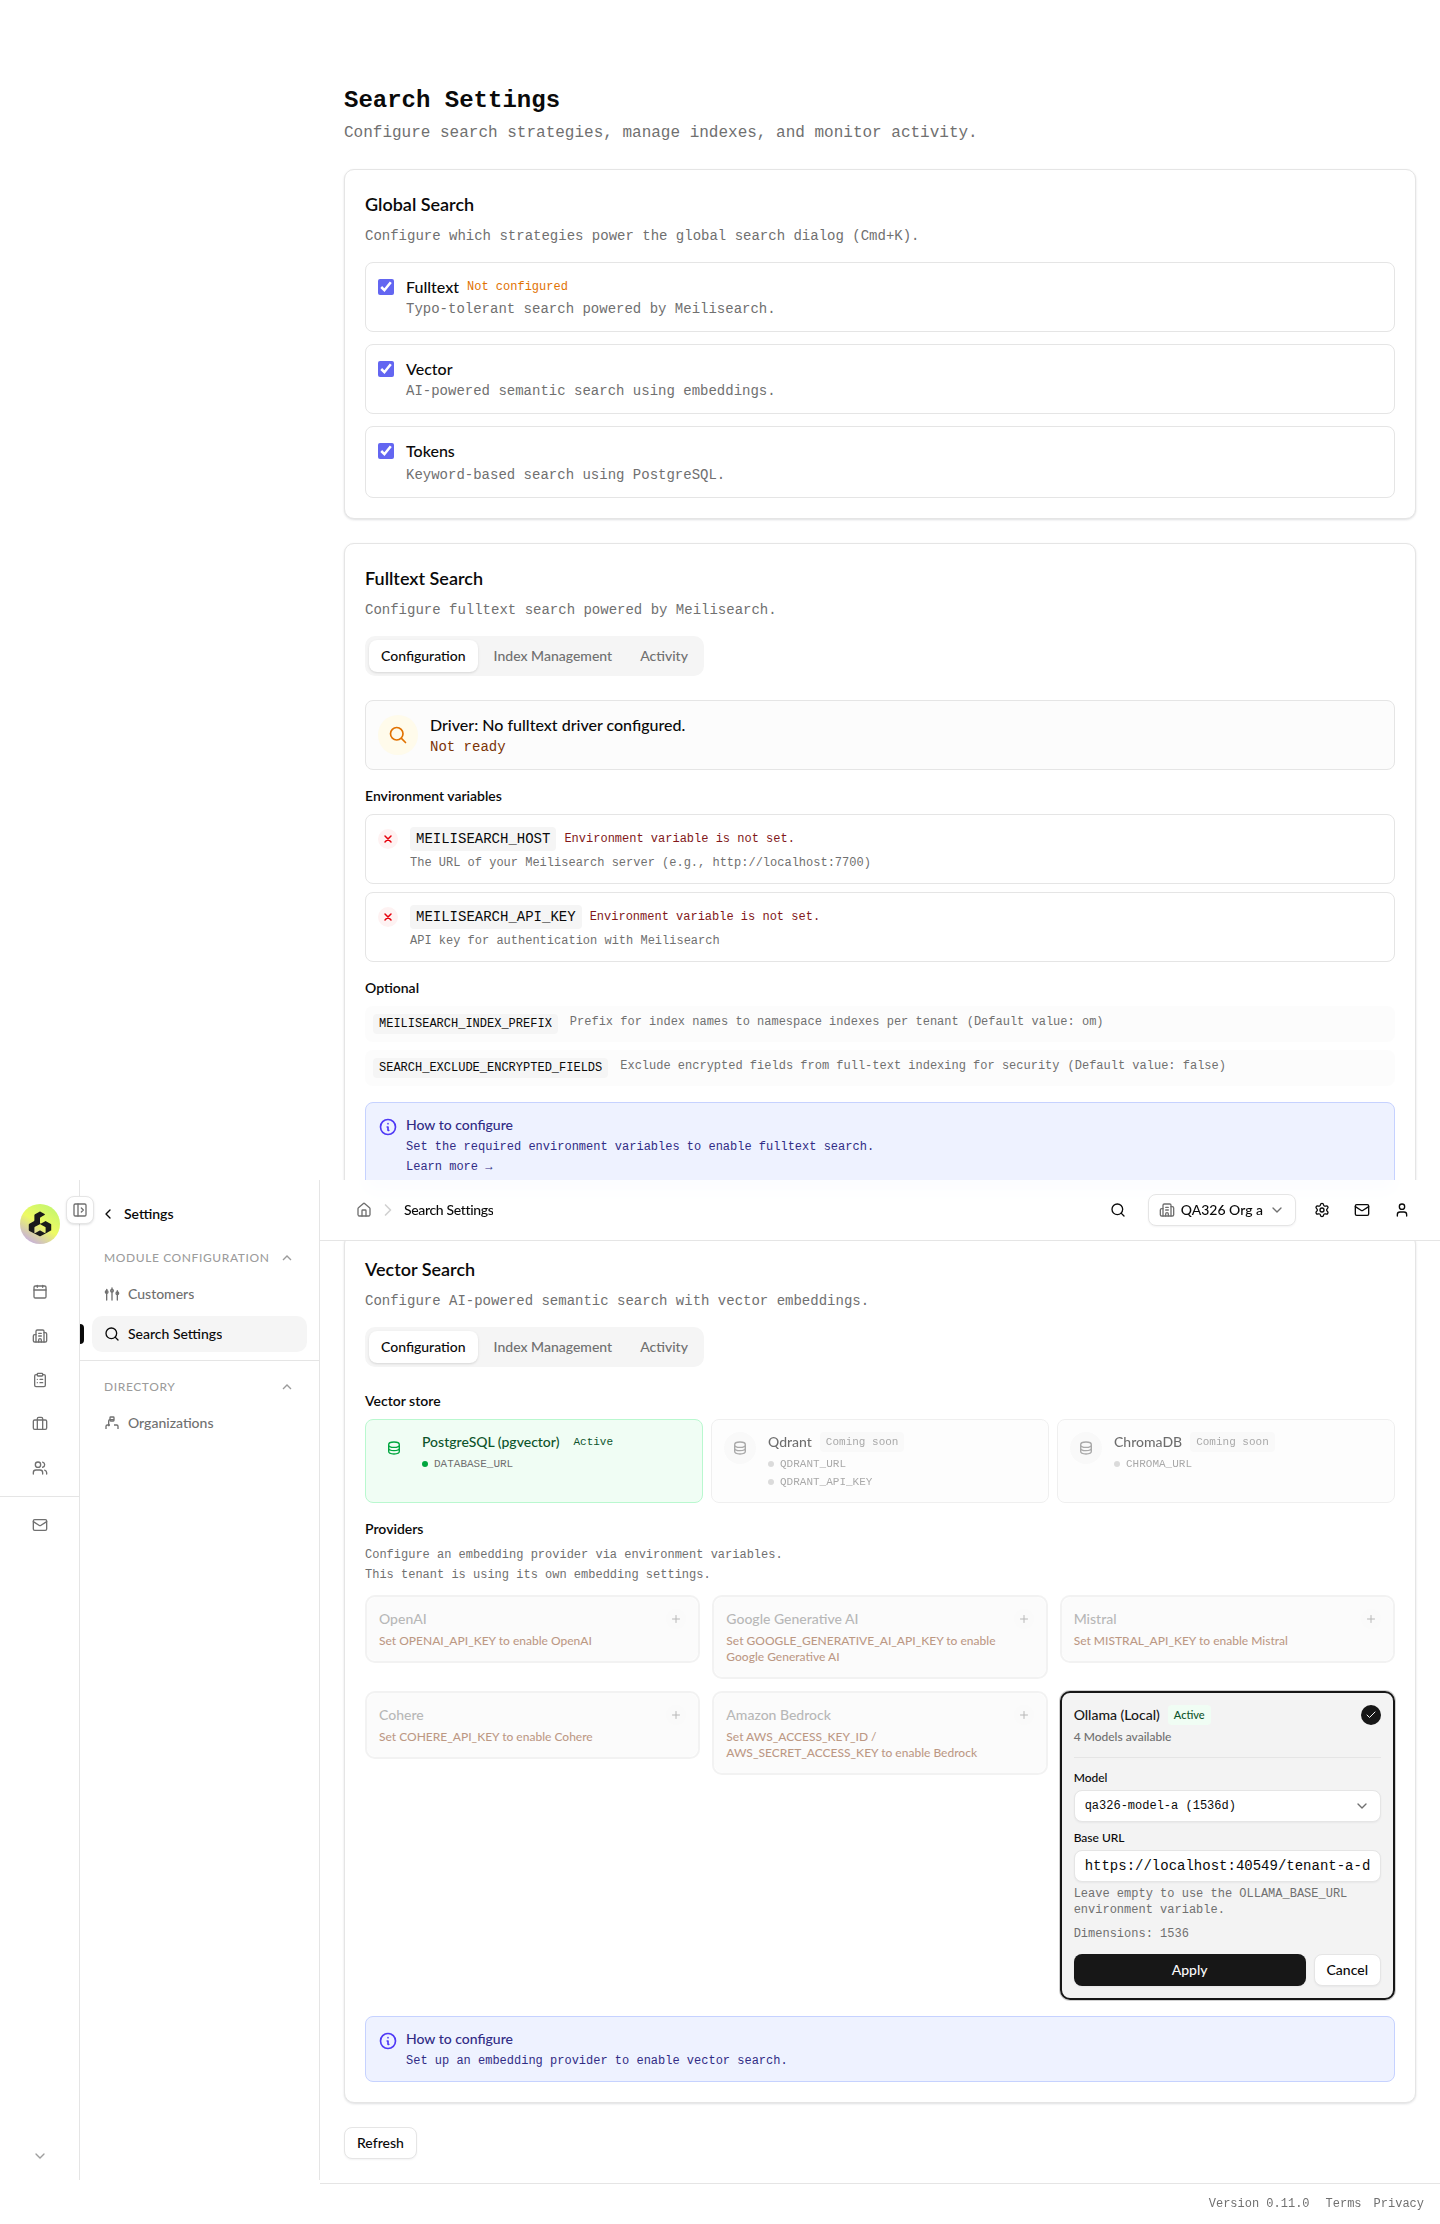 Search Settings
Configure search strategies, manage indexes, and monitor activity.
Global Search
Configure which strategies power the global search dialog (Cmd+K).
Fulltext Not configured
Typo-tolerant search powered by Meilisearch.
Vector
AI-powered semantic search using embeddings.
Tokens
Keyword-based search using PostgreSQL.
Fulltext Search
Configure fulltext search powered by Meilisearch.
Configuration Index Management Activity
Driver: No fulltext driver configured.
Not ready
Environment variables
MEILISEARCH_HOST Environment variable is not set.
The URL of your Meilisearch server (e.g., http://localhost:7700)
MEILISEARCH_API_KEY Environment variable is not set.
API key for authentication with Meilisearch
Optional
MEILISEARCH_INDEX_PREFIX Prefix for index names to namespace indexes per tenant (Default value: om)
SEARCH_EXCLUDE_ENCRYPTED_FIELDS Exclude encrypted fields from full-text indexing for security (Default value: false)
How to configure
Set the required environment variables to enable fulltext search.
Learn more →
Settings
MODULE CONFIGURATION
Customers
Search Settings
DIRECTORY
Organizations
Search Settings
QA326 Org a
Vector Search
Configure AI-powered semantic search with vector embeddings.
Configuration Index Management Activity
Vector store
PostgreSQL (pgvector) Active
DATABASE_URL
Qdrant Coming soon
QDRANT_URL
QDRANT_API_KEY
ChromaDB Coming soon
CHROMA_URL
Providers
Configure an embedding provider via environment variables.
This tenant is using its own embedding settings.
OpenAI
Set OPENAI_API_KEY to enable OpenAI
Google Generative AI
Set GOOGLE_GENERATIVE_AI_API_KEY to enable
Google Generative AI
Mistral
Set MISTRAL_API_KEY to enable Mistral
Cohere
Set COHERE_API_KEY to enable Cohere
Amazon Bedrock
Set AWS_ACCESS_KEY_ID /
AWS_SECRET_ACCESS_KEY to enable Bedrock
Ollama (Local) Active
4 Models available
Model
qa326-model-a (1536d)
Base URL
https://localhost:40549/tenant-a-d
Leave empty to use the OLLAMA_BASE_URL
environment variable.
Dimensions: 1536
Apply Cancel
How to configure
Set up an embedding provider to enable vector search.
Refresh
Version 0.11.0 Terms Privacy